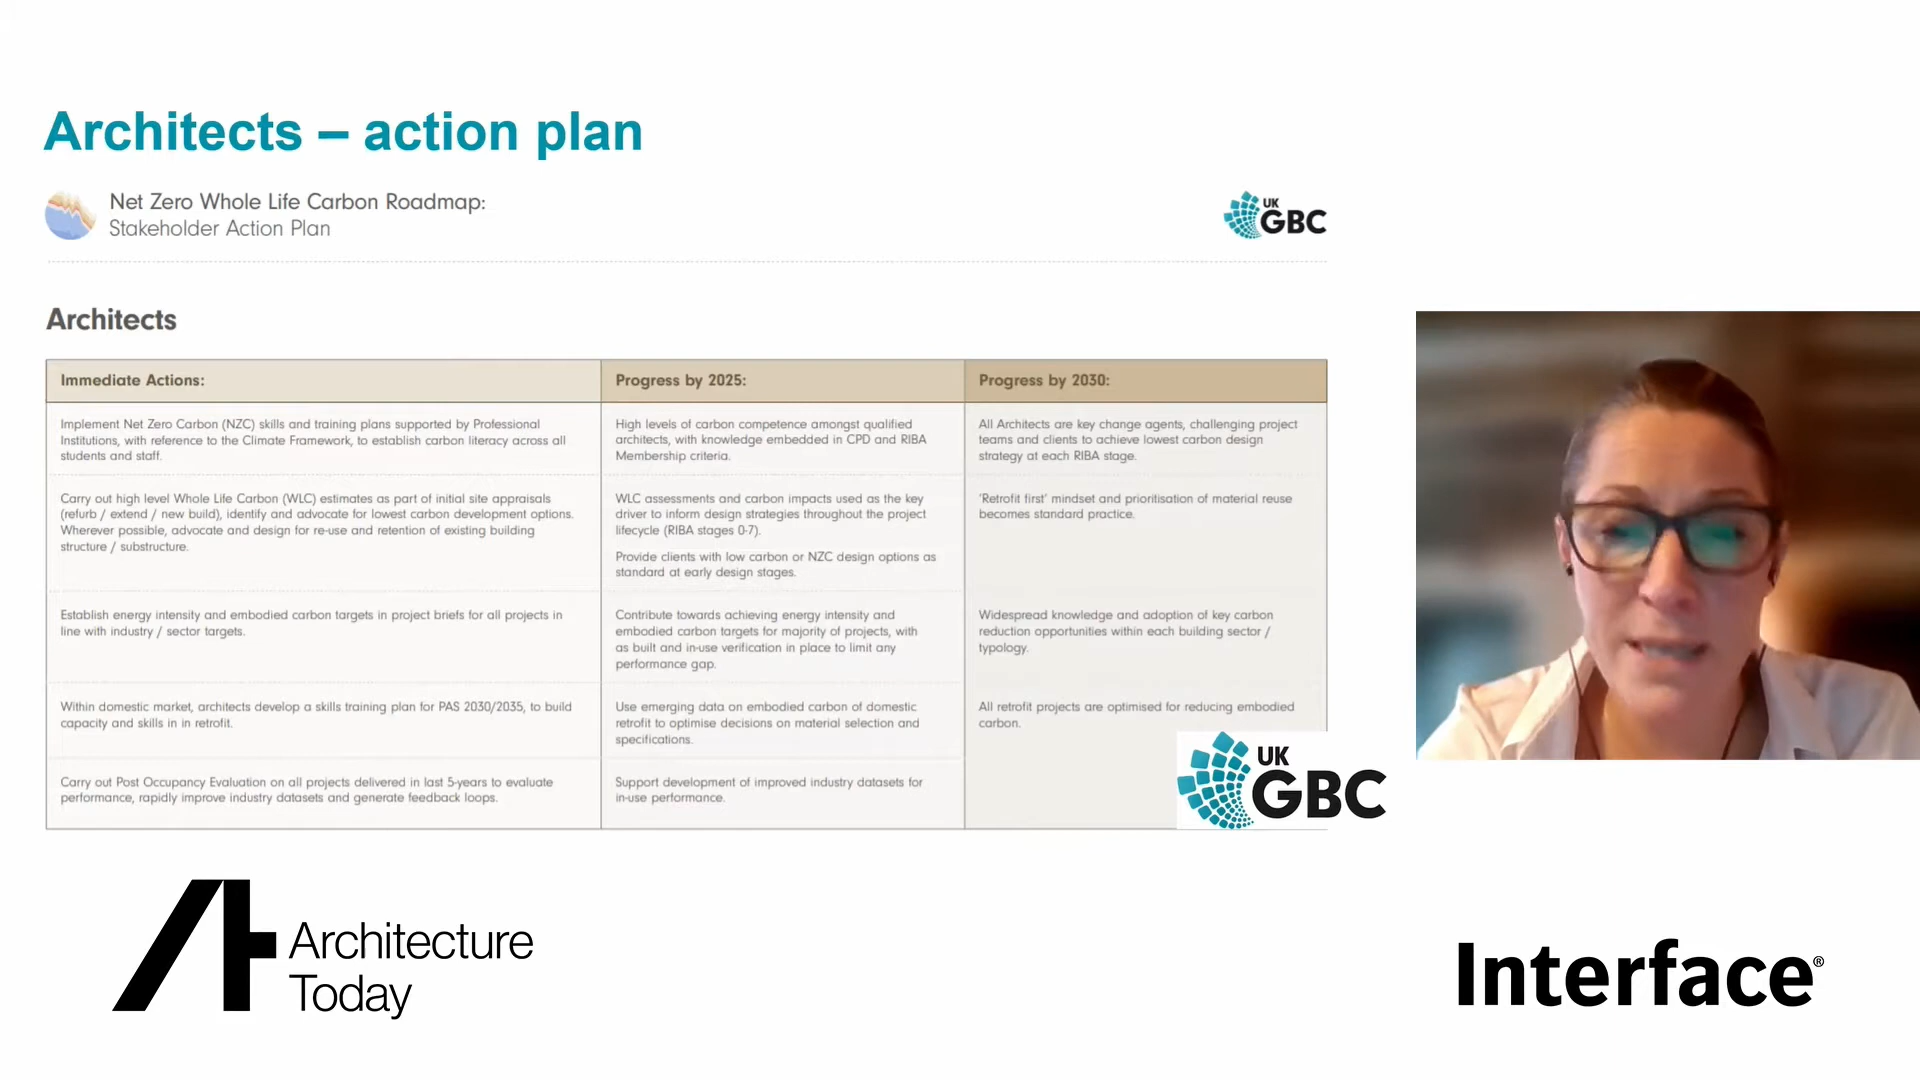 Architects – action plan
Net Zero Whole Life Carbon Roadmap:
Stakeholder Action Plan
UK
GBC
Architects
Immediate Actions:
Progress by 2025:
Progress by 2030:
Implement Net Zero Carbon (NZC) skills and training plans supported by Professional
Institutions, with reference to the Climate Framework, to establish carbon literacy across all
students and staff.
High levels of carbon competence amongst qualified
architects, with knowledge embedded in CPD and RIBA
Membership criteria.
All Architects are key change agents, challenging project
teams and clients to achieve lowest carbon design
strategy at each RIBA stage.
Carry out high level Whole Life Carbon (WLC) estimates as part of initial site appraisals
(refurb / extend / new build), identify and advocate for lowest carbon development options.
Wherever possible, advocate and design for re-use and retention of existing building
structure / substructure.
WLC assessments and carbon impacts used as the key
driver to inform design strategies throughout the project
lifecycle (RIBA stages 0-7).
Provide clients with low carbon or NZC design options as
standard at early design stages.
'Retrofit first' mindset and prioritisation of material reuse
becomes standard practice.
Establish energy intensity and embodied carbon targets in project briefs for all projects in
line with industry / sector targets.
Contribute towards achieving energy intensity and
embodied carbon targets for majority of projects, with
as built and in-use verification in place to limit any
performance gap.
Widespread knowledge and adoption of key carbon
reduction opportunities within each building sector /
typology.
Within domestic market, architects develop a skills training plan for PAS 2030/2035, to build
capacity and skills in in retrofit.
Use emerging data on embodied carbon of domestic
retrofit to optimise decisions on material selection and
specifications.
All retrofit projects are optimised for reducing embodied
carbon.
Carry out Post Occupancy Evaluation on all projects delivered in last 5-years to evaluate
performance, rapidly improve industry datasets and generate feedback loops.
Support development of improved industry datasets for
in-use performance.
UK
GBC
Architecture
Today
Interface®